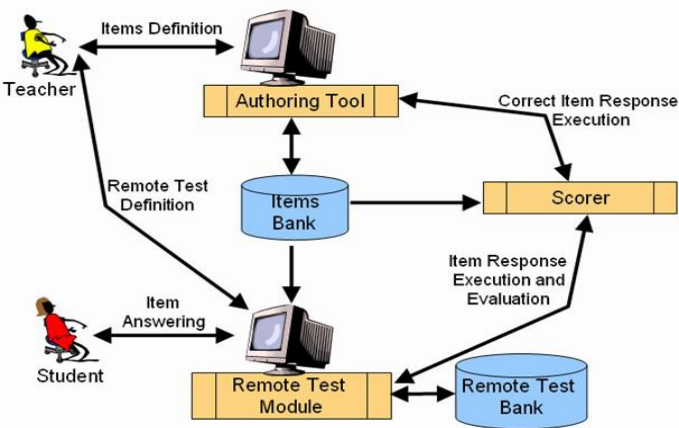 Items Definition
Teacher
Authoring Tool
Correct Item Response
Execution
Remote Test
Definition
Items
Bank
Scorer
Item Response
Execution and
Evaluation
Item
Answering
Student
Remote Test
Module
Remote Test
Bank